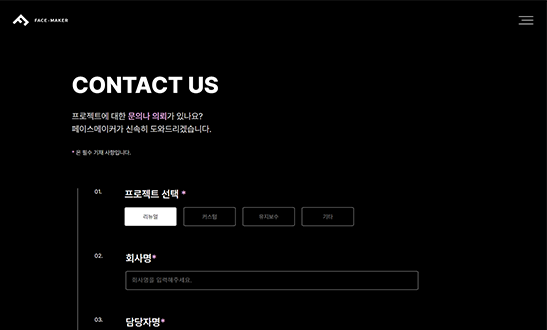 FACE-MAKER
CONTACT US
프로젝트에 대한 문의나 의뢰가 있나요?
페이스메이커가 신속히 도와드리겠습니다.
* 은 필수 기재 사항입니다.
01. 프로젝트 선택 *
리뉴얼 커스텀 유지보수 기타
02. 회사명*
회사명을 입력해주세요.
03. 담당자명*